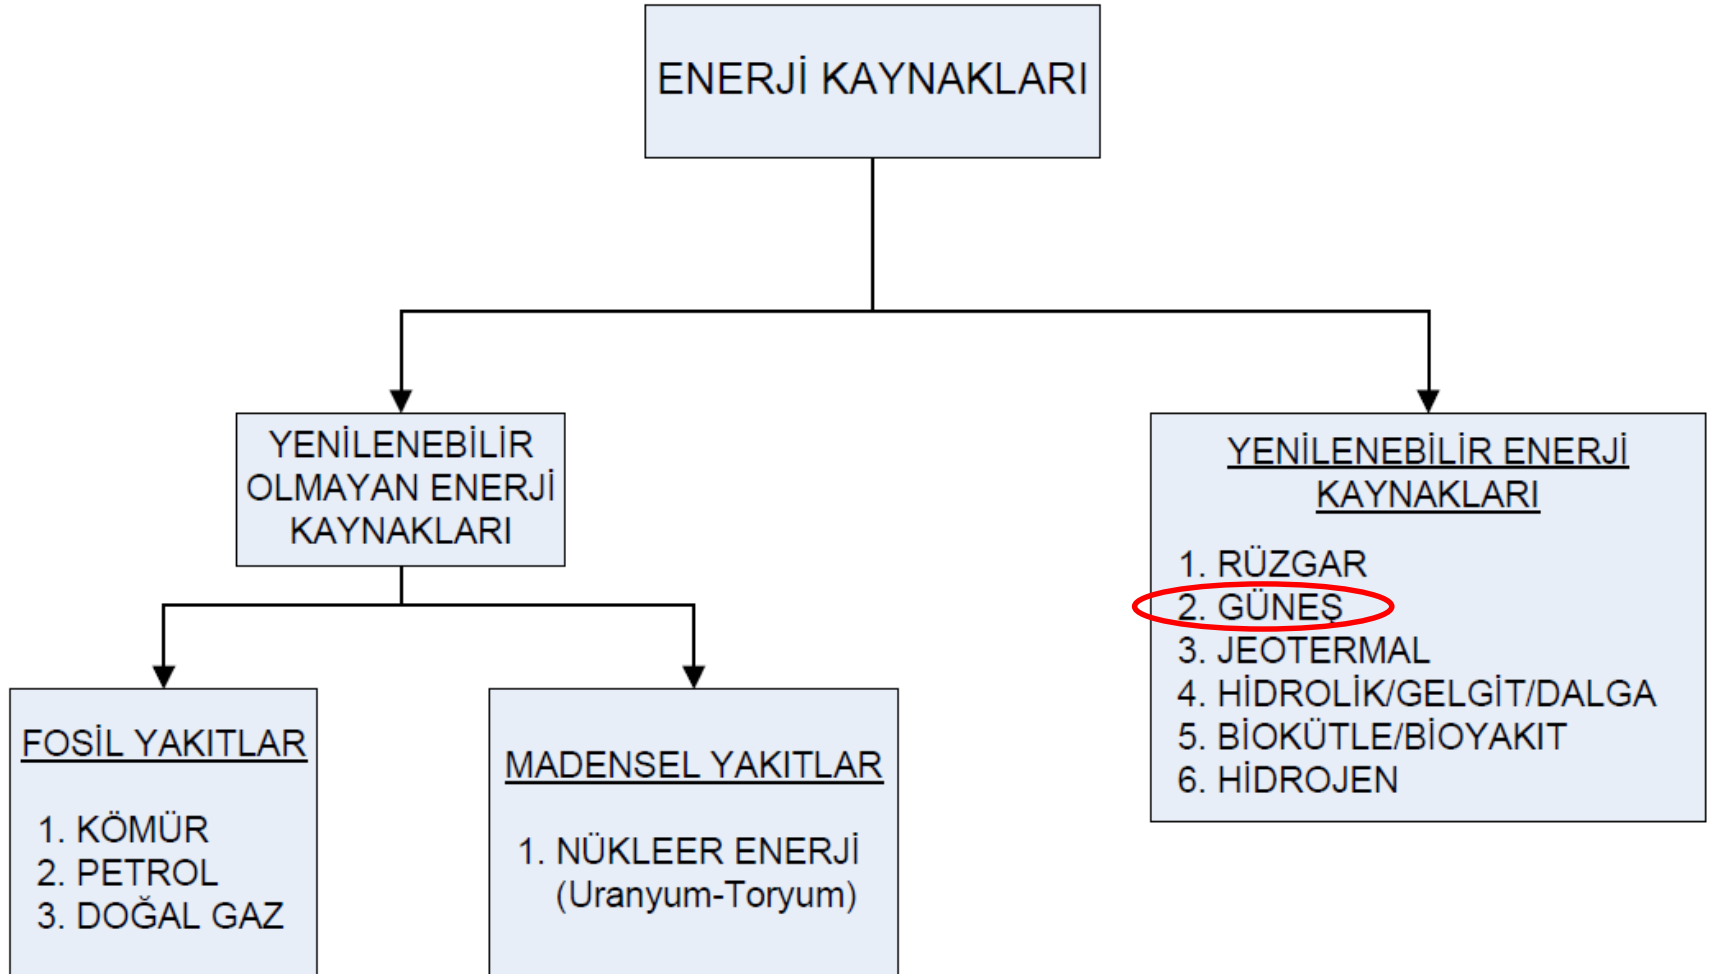 ENERJİ KAYNAKLARI
YENİLENEBİLİR
OLMAYAN ENERJİ
KAYNAKLARI
FOSİL YAKITLAR
1. KÖMÜR
2. PETROL
3. DOĞAL GAZ
MADENSEL YAKITLAR
1. NÜKLEER ENERJİ
(Uranyum-Toryum)
YENİLENEBİLİR ENERJİ
KAYNAKLARI
1. RÜZGAR
2. GÜNEŞ
3. JEOTERMAL
4. HİDROLİK/GELGİT/DALGA
5. BİOKÜTLE/BİOYAKIT
6. HİDROJEN